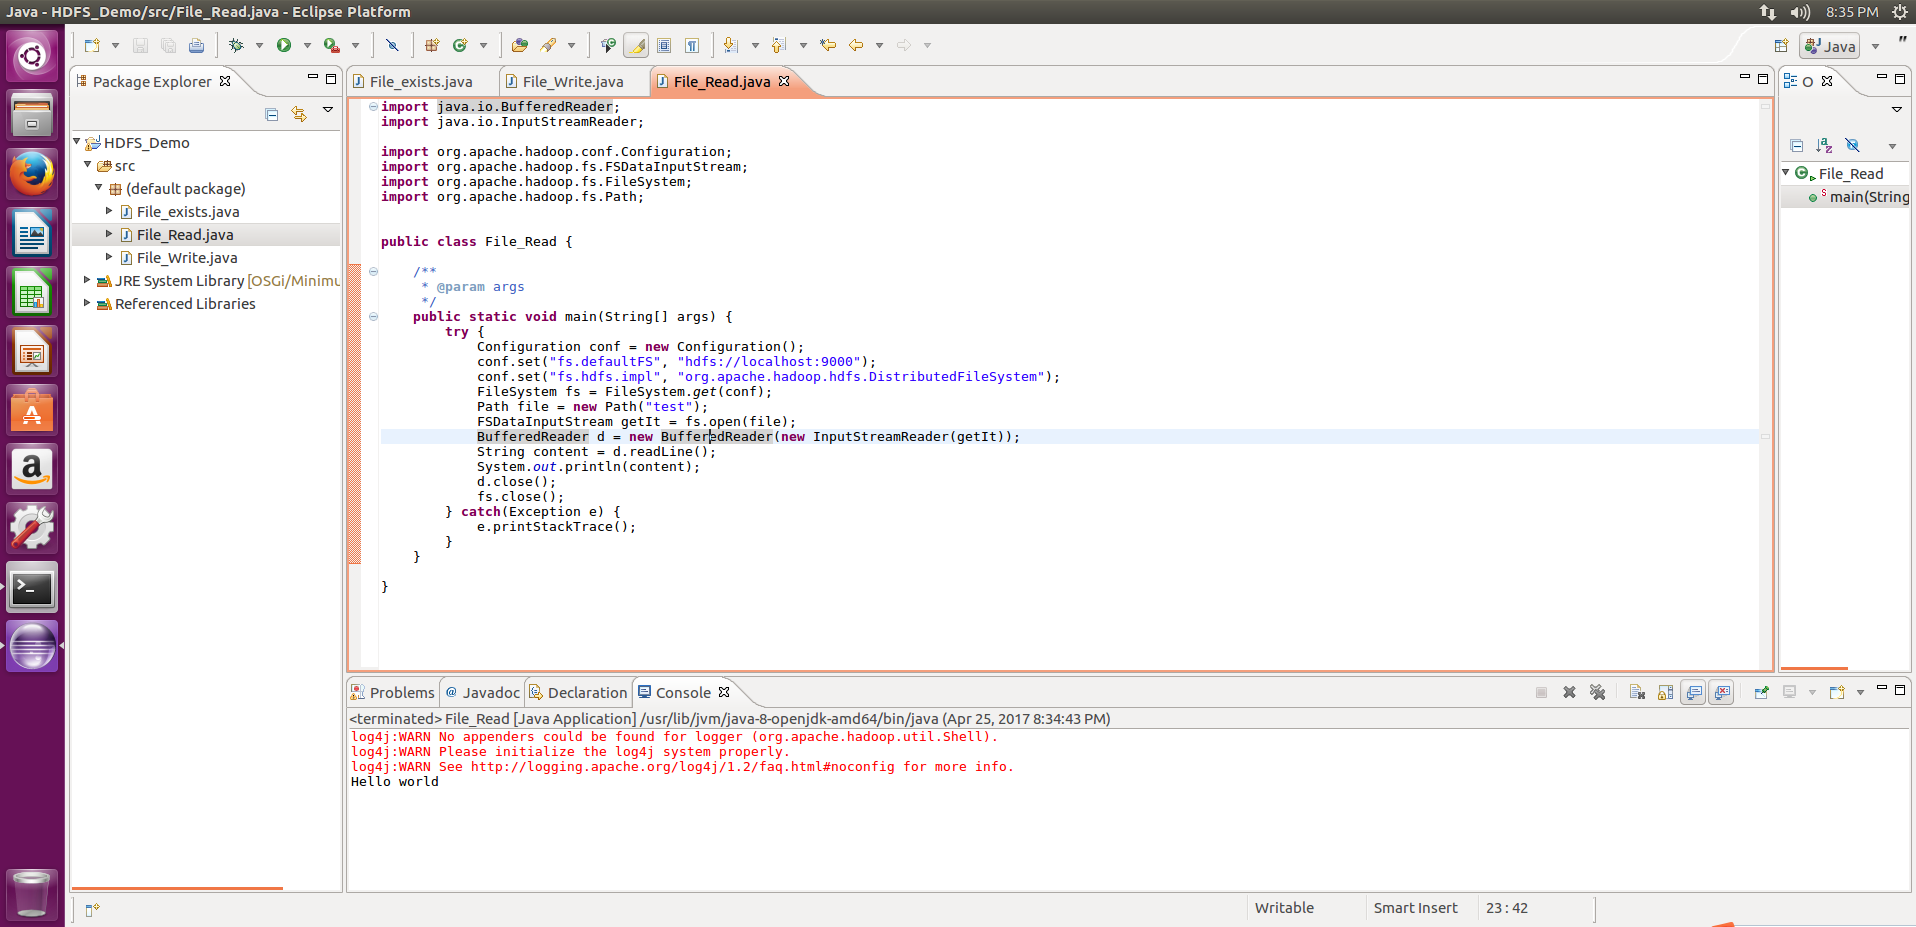 Java - HDFS_Demo/src/File_Read.java - Eclipse Platform
8:35 PM
Java
Package Explorer
HDFS_Demo
src
(default package)
File_exists.java
File_Read.java
File_Write.java
JRE System Library [OSGi/Minimu
Referenced Libraries
File_exists.java
File_Write.java
File_Read.java
import java.io.BufferedReader;
import java.io.InputStreamReader;
import org.apache.hadoop.conf.Configuration;
import org.apache.hadoop.fs.FSDataInputStream;
import org.apache.hadoop.fs.FileSystem;
import org.apache.hadoop.fs.Path;
public class File_Read {
/**
* @param args
*/
public static void main(String[] args) {
try {
Configuration conf = new Configuration();
conf.set("fs.defaultFS", "hdfs://localhost:9000");
conf.set("fs.hdfs.impl", "org.apache.hadoop.hdfs.DistributedFileSystem");
FileSystem fs = FileSystem.get(conf);
Path file = new Path("test");
FSDataInputStream getIt = fs.open(file);
BufferedReader d = new BufferedReader(new InputStreamReader(getIt));
String content = d.readLine();
System.out.println(content);
d.close();
fs.close();
} catch(Exception e) {
e.printStackTrace();
}
}
}
O
File_Read
main(String
Problems
@ Javadoc
Declaration
Console
<terminated> File_Read [Java Application] /usr/lib/jvm/java-8-openjdk-amd64/bin/java (Apr 25, 2017 8:34:43 PM)
log4j:WARN No appenders could be found for logger (org.apache.hadoop.util.Shell).
log4j:WARN Please initialize the log4j system properly.
log4j:WARN See http://logging.apache.org/log4j/1.2/faq.html#noconfig for more info.
Hello world
Writable
Smart Insert
23 : 42